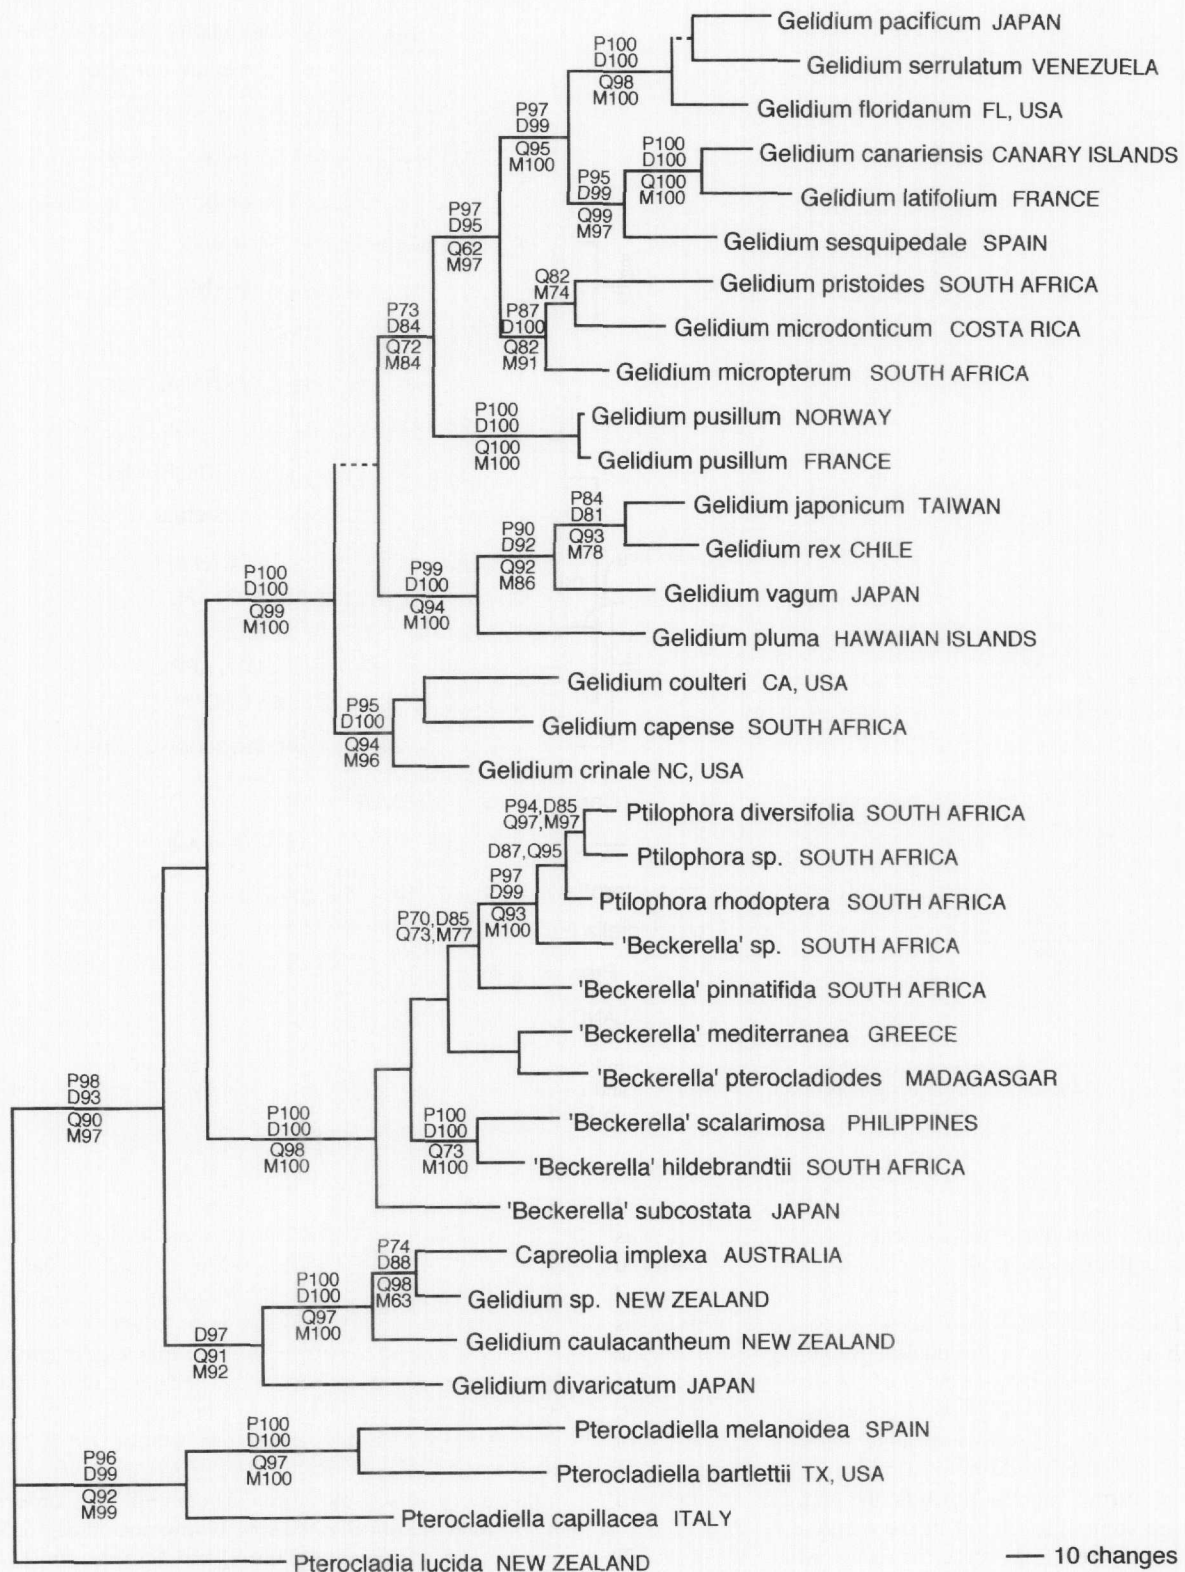 Gelidium pacificum JAPAN
P100
D100
Gelidium serrulatum VENEZUELA
Q98
M100
P97
D99
Gelidium floridanum FL, USA
Q95
M100
P100
D100
Gelidium canariensis CANARY ISLANDS
Q100
M100
P95
D99
Gelidium latifolium FRANCE
Q99
M97
P97
D95
Gelidium sesquipedale SPAIN
Q62
M97
Q82
M74
Gelidium pristoides SOUTH AFRICA
P73
D84
P87
D100
Gelidium microdonticum COSTA RICA
Q72
M84
Q82
M91
Gelidium micropterum SOUTH AFRICA
P100
D100
Gelidium pusillum NORWAY
Q100
M100
Gelidium pusillum FRANCE
P84
D81
Gelidium japonicum TAIWAN
Q93
M78
P90
D92
Gelidium rex CHILE
Q92
M86
P99
D100
Gelidium vagum JAPAN
Q94
M100
P100
D100
Q99
M100
Gelidium pluma HAWAIIAN ISLANDS
Gelidium coulteri CA, USA
P95
D100
Gelidium capense SOUTH AFRICA
Q94
M96
Gelidium crinale NC, USA
P94,D85
Q97,M97
Ptilophora diversifolia SOUTH AFRICA
D87,Q95
Ptilophora sp. SOUTH AFRICA
P97
D99
Ptilophora rhodoptera SOUTH AFRICA
Q93
M100
P70,D85
Q73,M77
'Beckerella' sp. SOUTH AFRICA
'Beckerella' pinnatifida SOUTH AFRICA
'Beckerella' mediterranea GREECE
'Beckerella' pterocladiodes MADAGASGAR
P98
D93
Q90
M97
P100
D100
Q98
M100
P100
D100
'Beckerella' scalarimosa PHILIPPINES
Q73
M100
'Beckerella' hildebrandtii SOUTH AFRICA
'Beckerella' subcostata JAPAN
P74
D88
Capreolia implexa AUSTRALIA
Q98
M63
P100
D100
Gelidium sp. NEW ZEALAND
Q97
M100
D97
Gelidium caulacantheum NEW ZEALAND
Q91
M92
Gelidium divaricatum JAPAN
P100
D100
Pterocladiella melanoidea SPAIN
Q97
M100
P96
D99
Pterocladiella bartlettii TX, USA
Q92
M99
Pterocladiella capillacea ITALY
Pterocladia lucida NEW ZEALAND
10 changes